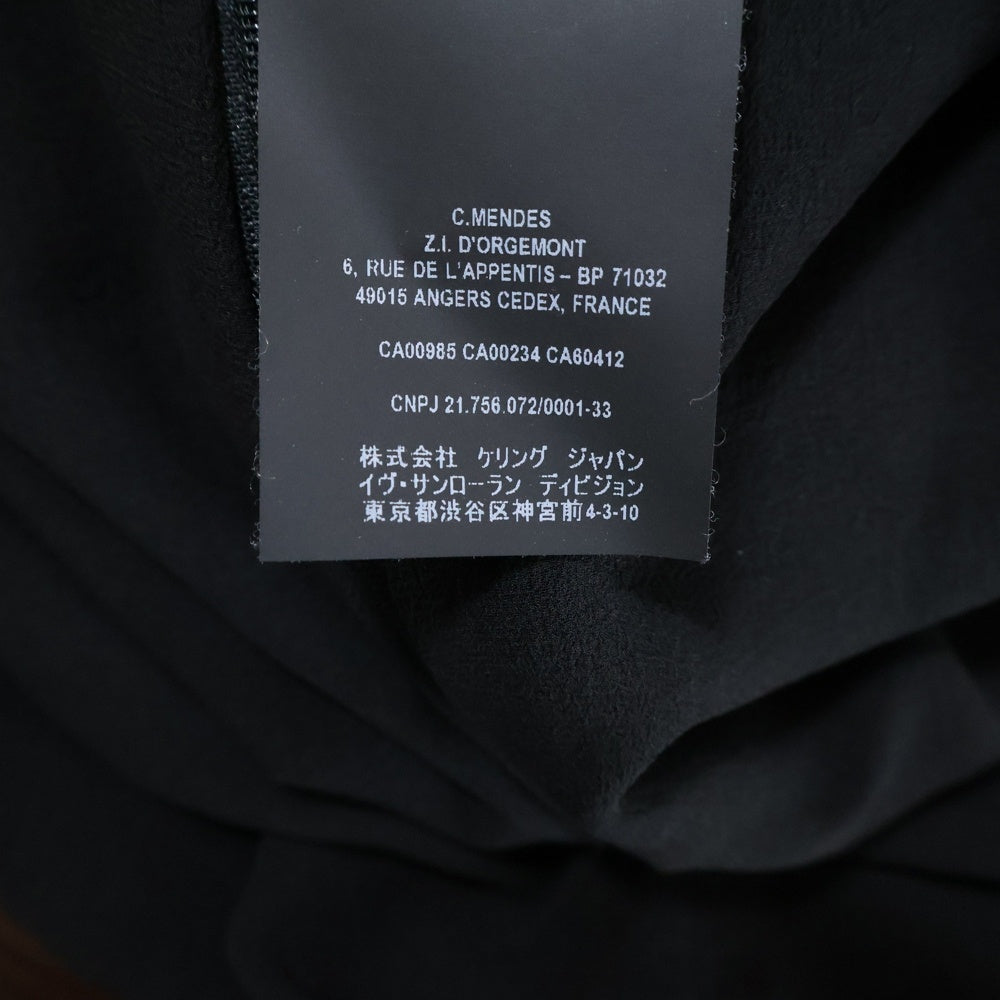 C.MENDES
Z.I. D'ORGEMONT
6, RUE DE L'APPENTIS – BP 71032
49015 ANGERS CEDEX, FRANCE
CA00985 CA00234 CA60412
CNPJ 21.756.072/0001-33
株式会社 ケリング ジャパン
イヴ・サンローラン ディビジョン
東京都渋谷区神宮前4-3-10